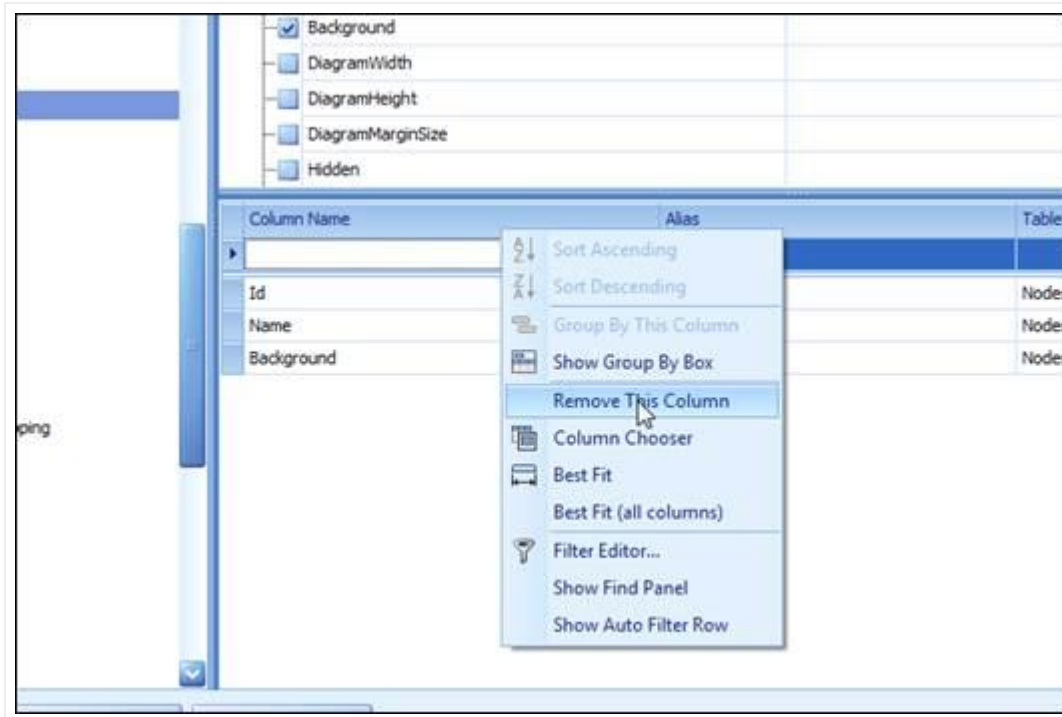 Background
DiagramWidth
DiagramHeight
DiagramMarginSize
Hidden
Column Name Alias Table
Sort Ascending
Id Sort Descending Node
Name Group By This Column Node
Background Show Group By Box Node
Remove This Column
ping Column Chooser
Best Fit
Best Fit (all columns)
Filter Editor...
Show Find Panel
Show Auto Filter Row